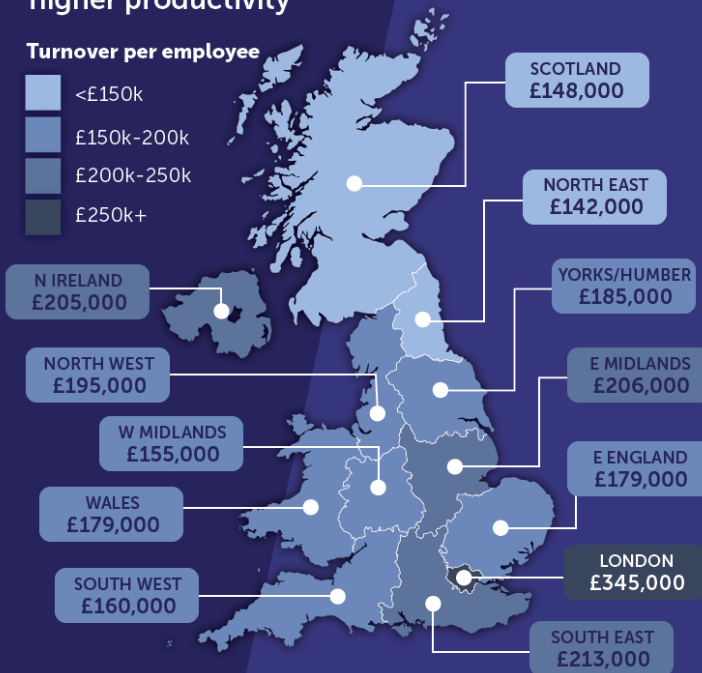 higher productivity
Turnover per employee
<£150k
£150k-200k
£200k-250k
£250k+
SCOTLAND
£148,000
NORTH EAST
£142,000
N IRELAND
£205,000
YORKS/HUMBER
£185,000
NORTH WEST
£195,000
E MIDLANDS
£206,000
W MIDLANDS
£155,000
E ENGLAND
£179,000
WALES
£179,000
LONDON
£345,000
SOUTH WEST
£160,000
SOUTH EAST
£213,000